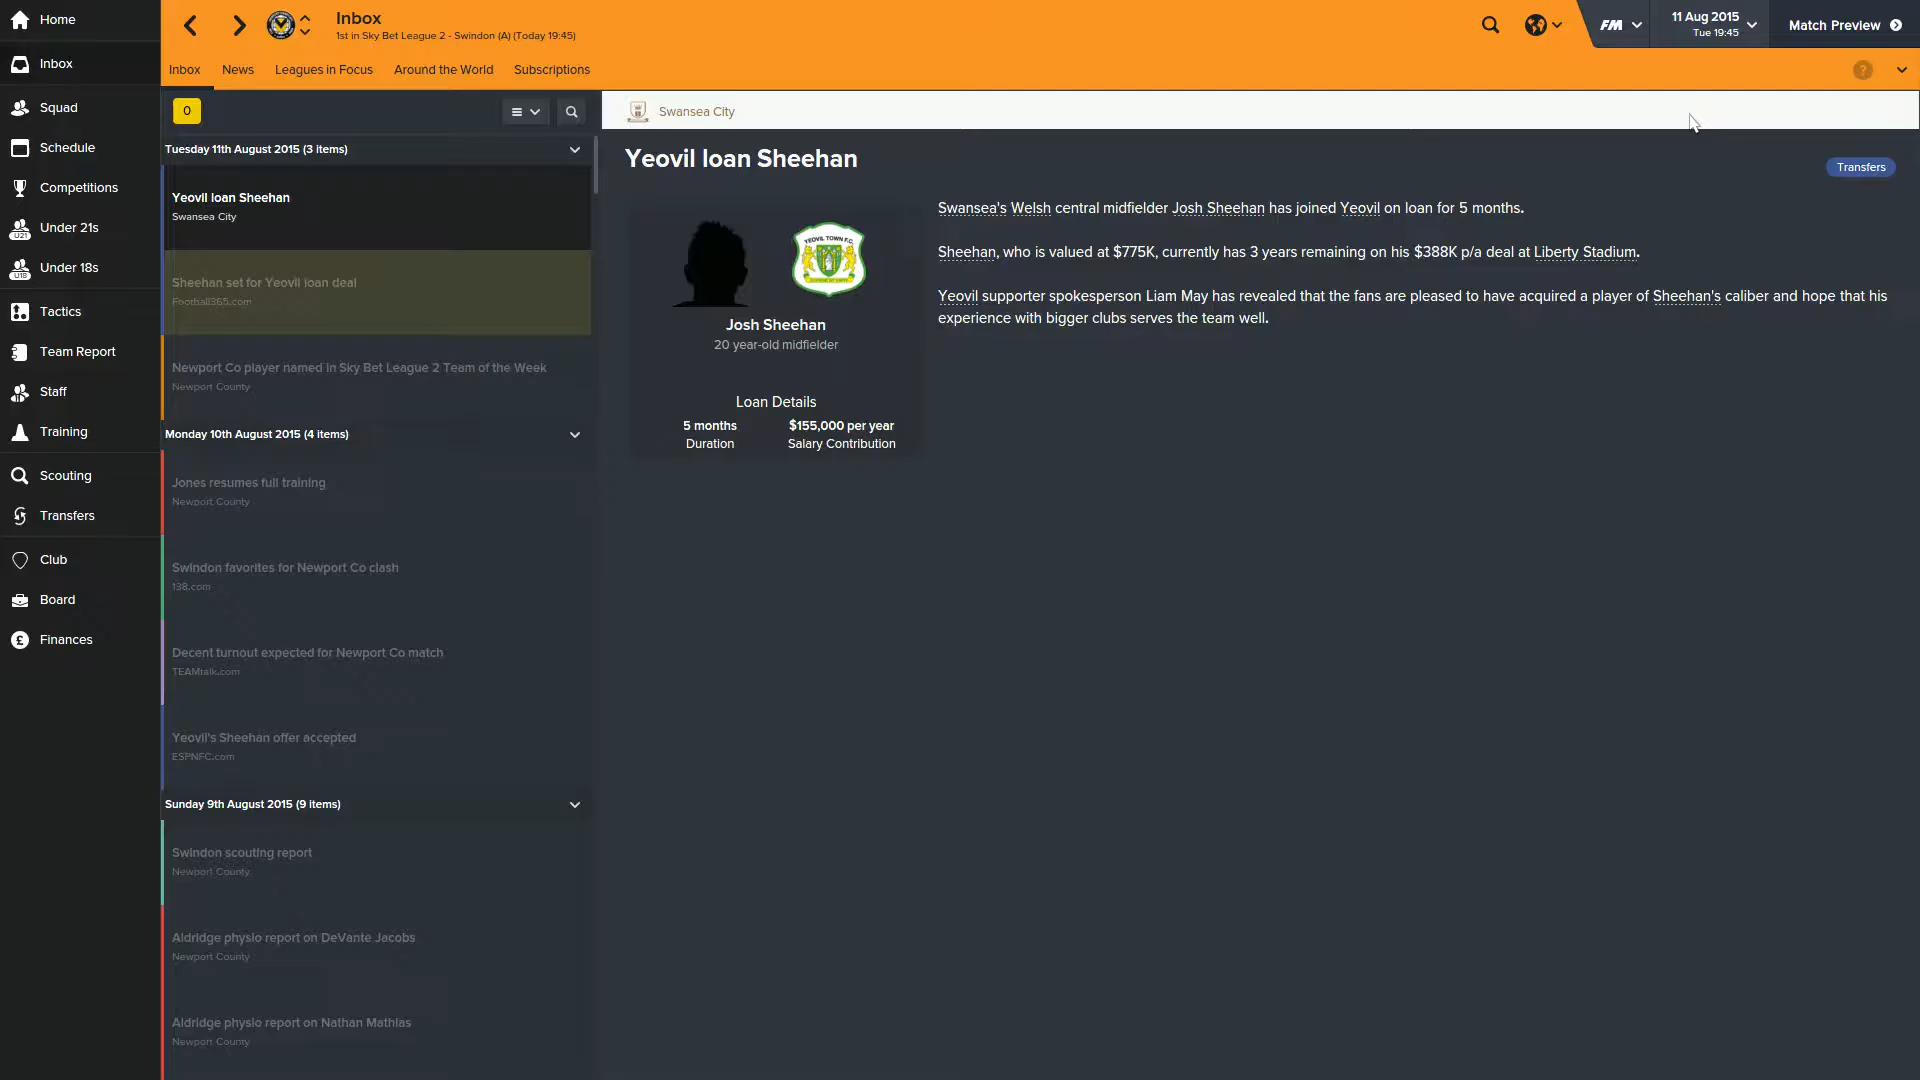 Home
Inbox
Squad
Schedule
Competitions
U21
Under 21s
U18
Under 18s
Tactics
Team Report
Staff
Training
Scouting
Transfers
Club
Board
Finances
Inbox
1st in Sky Bet League 2 - Swindon (A) (Today 19:45)
FM
11 Aug 2015
Tue 19:45
Match Preview
Inbox
News
Leagues in Focus
Around the World
Subscriptions
?
0
Tuesday 11th August 2015 (3 items)
Yeovil loan Sheehan
Swansea City
Sheehan set for Yeovil loan deal
Football365.com
Newport Co player named in Sky Bet League 2 Team of the Week
Newport County
Monday 10th August 2015 (4 items)
Jones resumes full training
Newport County
Swindon favorites for Newport Co clash
138.com
Decent turnout expected for Newport Co match
TEAMtalk.com
Yeovil's Sheehan offer accepted
ESPNFC.com
Sunday 9th August 2015 (9 items)
Swindon scouting report
Newport County
Aldridge physio report on DeVante Jacobs
Newport County
Aldridge physio report on Nathan Mathias
Newport County
Swansea City
Yeovil loan Sheehan
Transfers
YEOVIL TOWN F.C.
Josh Sheehan
20 year-old midfielder
Loan Details
5 months
Duration
$155,000 per year
Salary Contribution
Swansea's Welsh central midfielder Josh Sheehan has joined Yeovil on loan for 5 months.
Sheehan, who is valued at $775K, currently has 3 years remaining on his $388K p/a deal at Liberty Stadium.
Yeovil supporter spokesperson Liam May has revealed that the fans are pleased to have acquired a player of Sheehan's caliber and hope that his
experience with bigger clubs serves the team well.